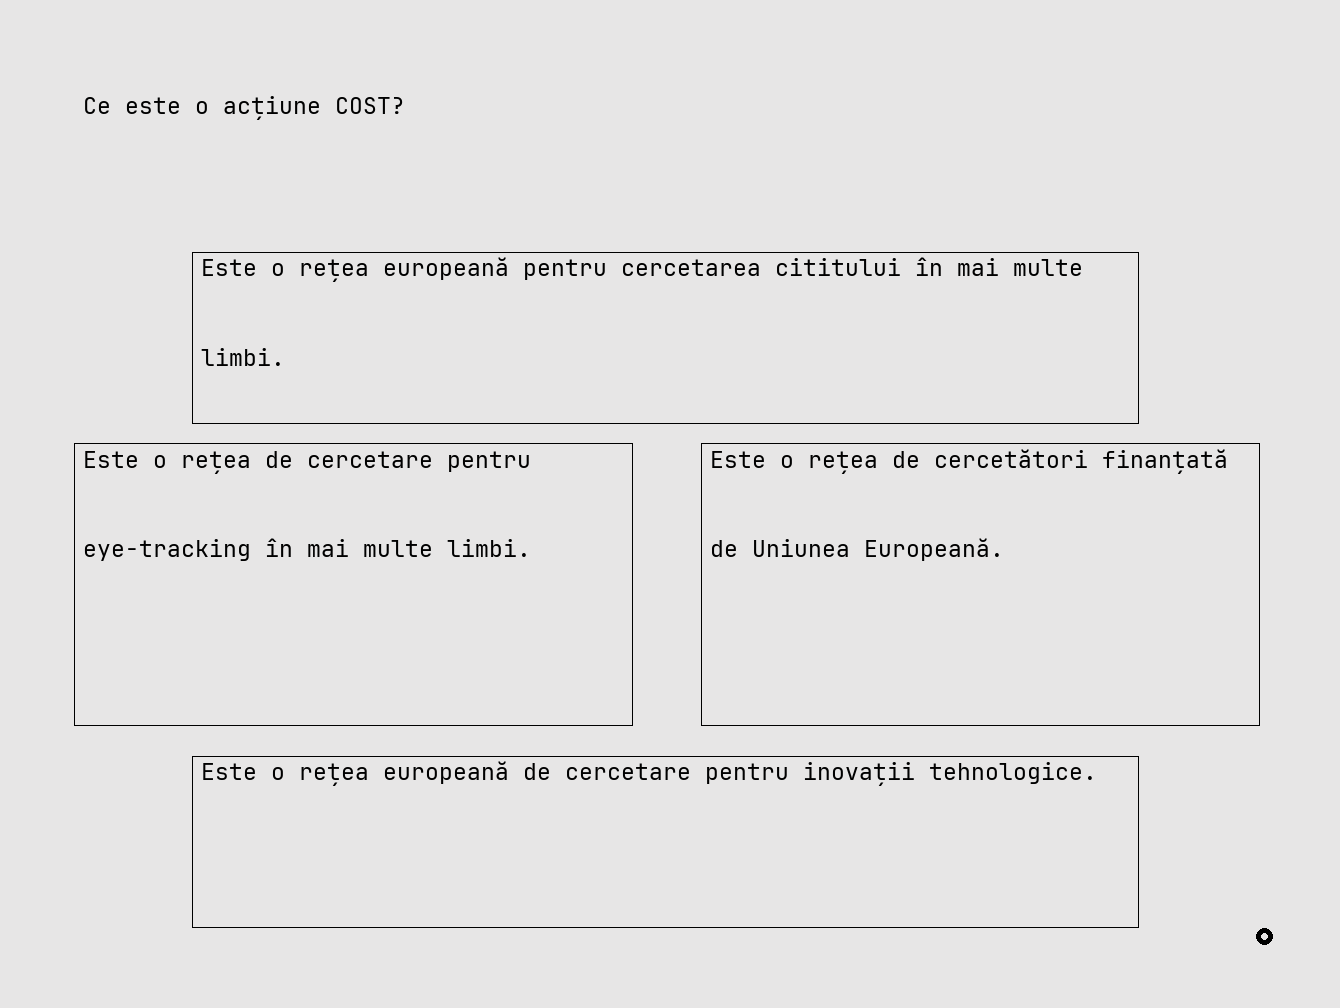 Ce este o acțiune COST?
Este o rețea europeană pentru cercetarea cititului în mai multe
limbi.
Este o rețea de cercetare pentru
eye-tracking în mai multe limbi.
Este o rețea de cercetători finanțată
de Uniunea Europeană.
Este o rețea europeană de cercetare pentru inovații tehnologice.